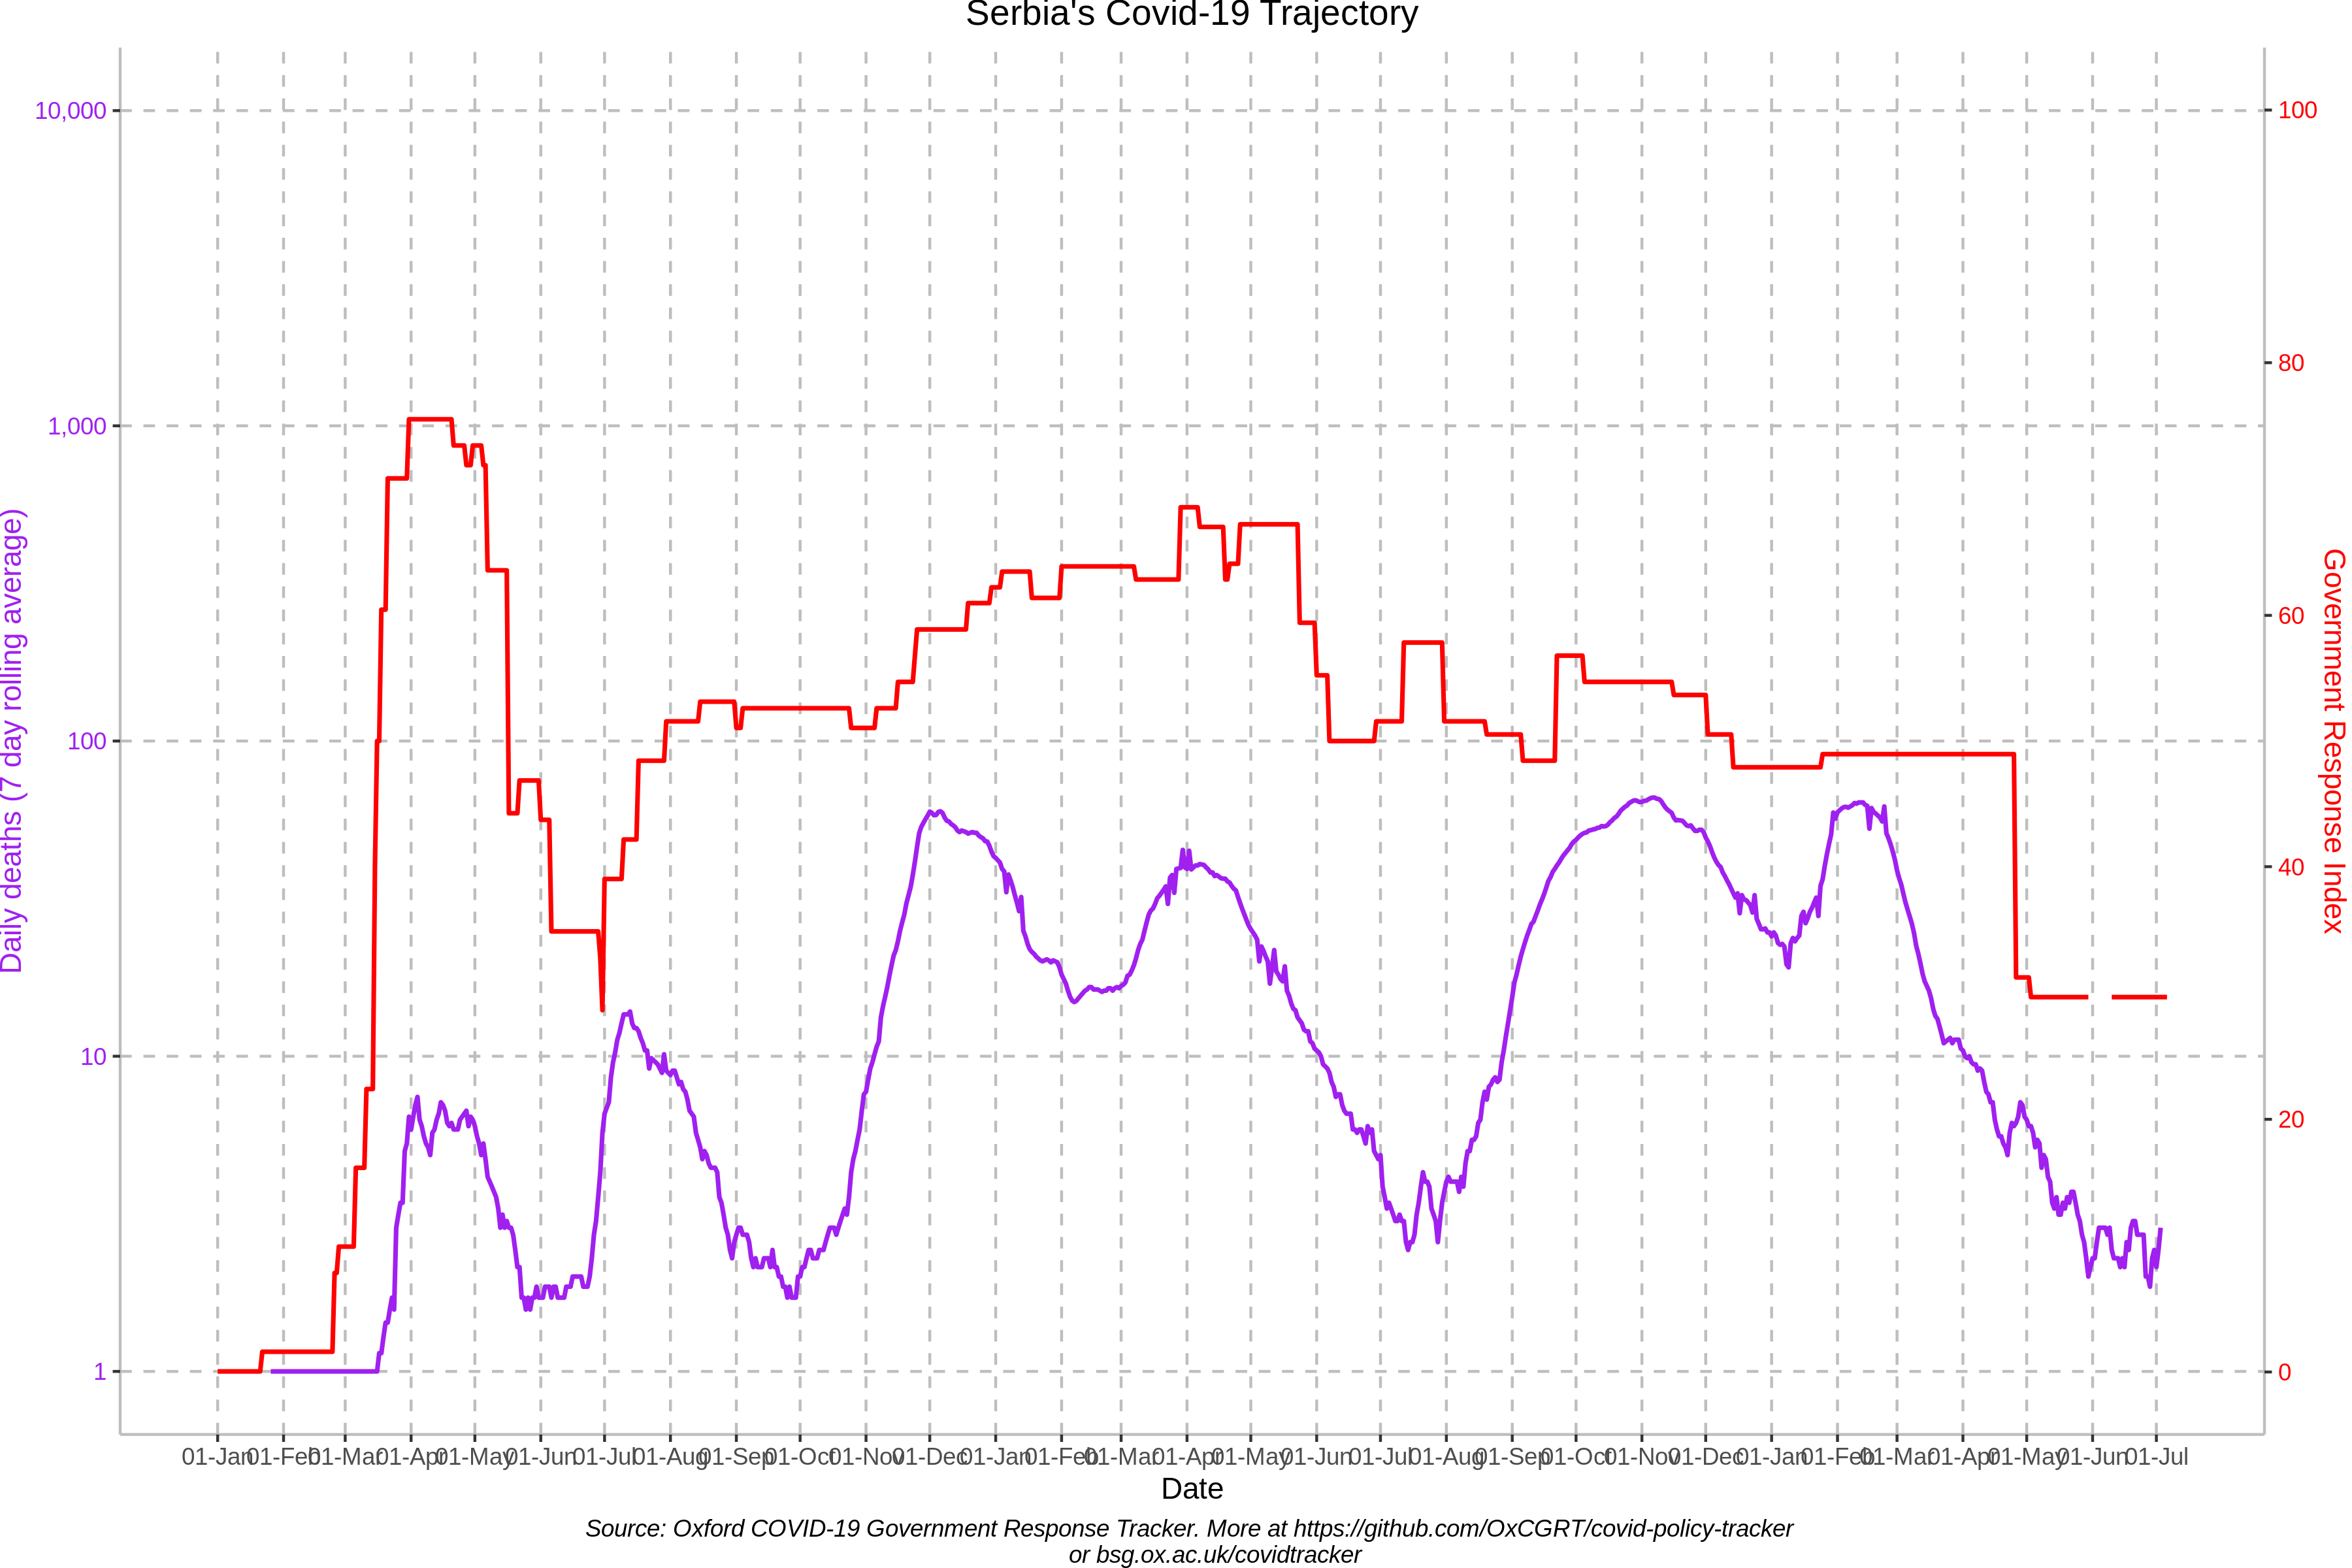 Serbia's Covid-19 Trajectory
10,000
1,000
100
10
1
Daily deaths (7 day rolling average)
100
80
60
40
20
0
Government Response Index
01-Jan 01-Feb 01-Mar 01-Apr 01-May 01-Jun 01-Jul 01-Aug 01-Sep 01-Oct 01-Nov 01-Dec 01-Jan 01-Feb 01-Mar 01-Apr 01-May 01-Jun 01-Jul 01-Aug 01-Sep 01-Oct 01-Nov 01-Dec 01-Jan 01-Feb 01-Mar 01-Apr 01-May 01-Jun 01-Jul
Date
Source: Oxford COVID-19 Government Response Tracker. More at https://github.com/OxCGRT/covid-policy-tracker
or bsg.ox.ac.uk/covidtracker